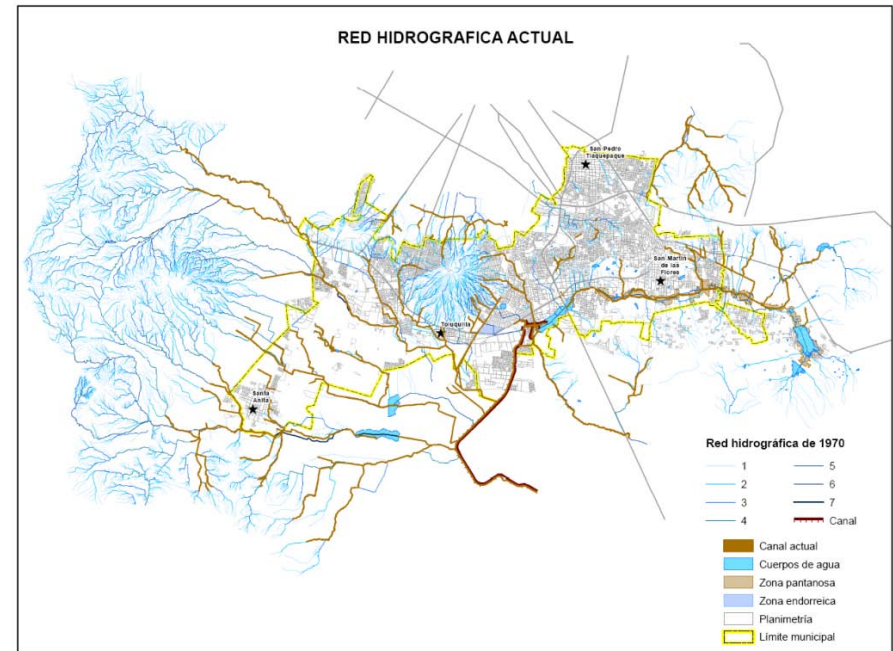 RED HIDROGRAFICA ACTUAL
San Pedro
Tlaquepaque
San Martín
de las
Flores
Toluquilla
Santa
Anita
Red hidrográfica de 1970
1
2
3
4
5
6
7
Canal
Canal actual
Cuerpos de agua
Zona pantanosa
Zona endorreica
Planimetría
Límite municipal